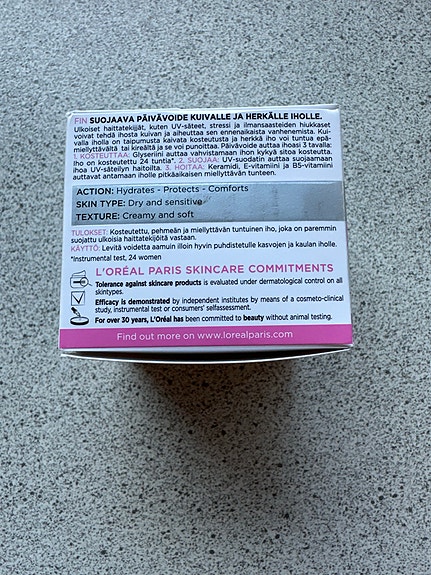 FIN SUOJAAVA PÄIVÄVOIDE KUIVALLE JA HERKÄLLE IHOLLE.
Ulkoiset haittatekijät, kuten UV-säteet, stressi ja ilmansaasteiden hiukkaset
voivat tehdä ihosta kuivan ja aiheuttaa sen ennenaikaista vanhenemista. Kui-
valla iholla on taipumusta kaivata kosteutusta ja herkkä iho voi tuntua epä-
miellyttävältä tai kireältä ja se voi punoittaa. Päivävoide auttaa ihoasi 3 tavalla:
1. KOSTEUTTAA: Glyseriini auttaa vahvistamaan ihon kykyä sitoa kosteutta.
Iho on kosteutettu 24 tuntia*. 2. SUOJAA: UV-suodatin auttaa suojaamaan
ihoa UV-säteilyn haitoilta. 3. HOITAA: Keramidi, E-vitamiini ja B5-vitamiini
auttavat antamaan iholle pitkäaikaisen miellyttävän tunteen.
ACTION: Hydrates - Protects - Comforts
SKIN TYPE: Dry and sensitive
TEXTURE: Creamy and soft
TULOKSET: Kosteutettu, pehmeän ja miellyttävän tuntuinen iho, joka on paremmin
suojattu ulkoisia haittatekijöitä vastaan.
KÄYTTÖ: Levitä voidetta aamuin illoin hyvin puhdistetulle kasvojen ja kaulan iholle.
*Instrumental test, 24 women
L'ORÉAL PARIS SKINCARE COMMITMENTS
Tolerance against skincare products is evaluated under dermatological control on all
skintypes.
Efficacy is demonstrated by independent institutes by means of a cosmeto-clinical
study, instrumental test or consumers' selfassessment.
For over 30 years, L'Oréal has been committed to beauty without animal testing.
Find out more on www.lorealparis.com